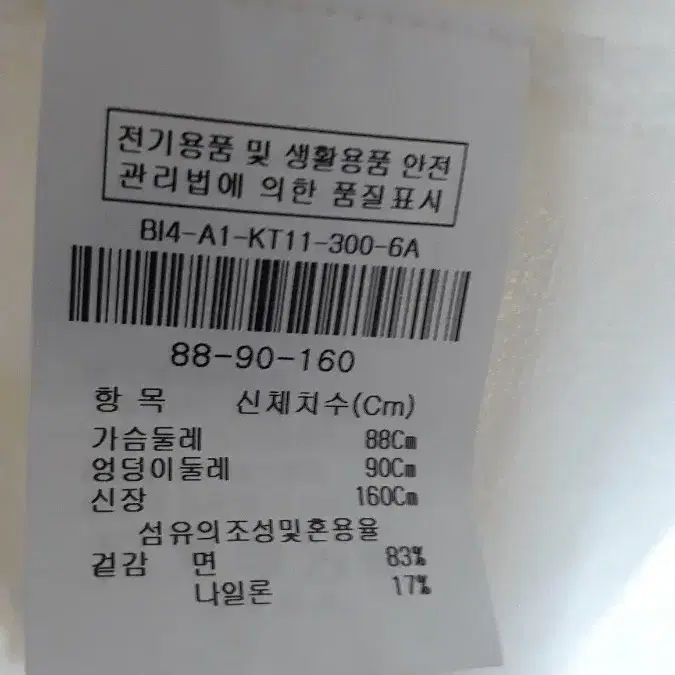 전기용품 및 생활용품 안전
관리법에 의한 품질표시
BI4-A1-KT11-300-6A
88-90-160
항 목 신체치수(Cm)
가슴둘레 88Cm
엉덩이둘레 90Cm
신장 160Cm
섬유의조성및혼용율
겉감 면 83%
나일론 17%